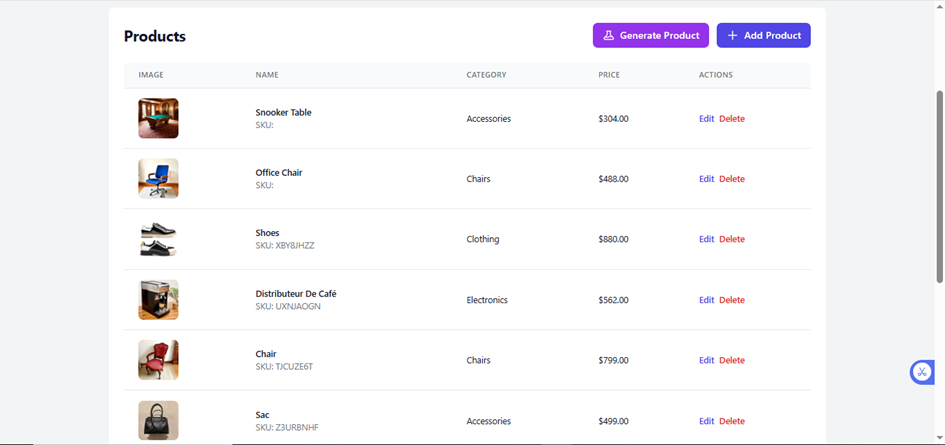 Products
Generate Product
Add Product
IMAGE NAME CATEGORY PRICE ACTIONS
Snooker Table
SKU:
Accessories $304.00 Edit Delete
Office Chair
SKU:
Chairs $488.00 Edit Delete
Shoes
SKU: XBY8JHZZ
Clothing $880.00 Edit Delete
Distributeur De Café
SKU: UXNJAOGN
Electronics $562.00 Edit Delete
Chair
SKU: TJCUZE6T
Chairs $799.00 Edit Delete
Sac
SKU: Z3URBNHF
Accessories $499.00 Edit Delete